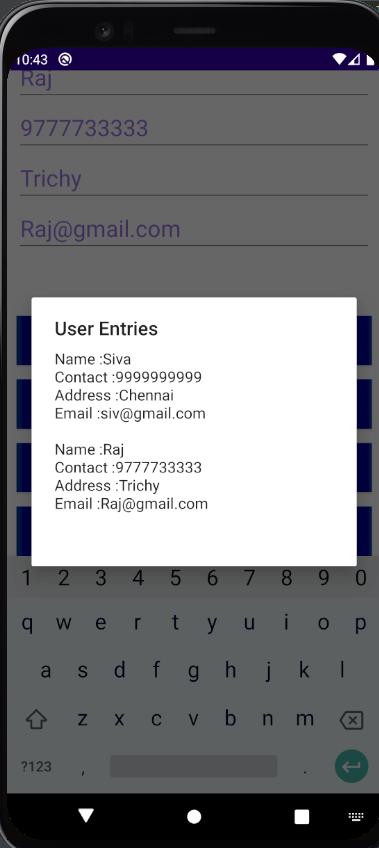 10:43
Raj
9777733333
Trichy
Raj@gmail.com
User Entries
Name :Siva
Contact :9999999999
Address :Chennai
Email :siv@gmail.com
Name :Raj
Contact :9777733333
Address :Trichy
Email :Raj@gmail.com
1 2 3 4 5 6 7 8 9 0
q w e r t y u i o p
a s d f g h j k l
z x c v b n m
?123 , .